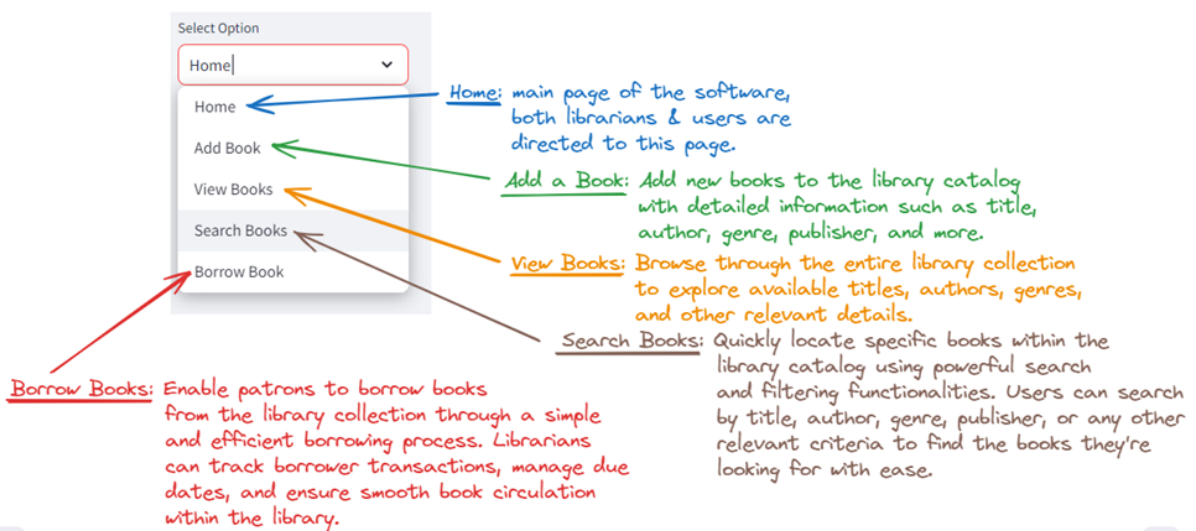 Select Option
Home
Home
Add Book
View Books
Search Books
Borrow Book
Home: main page of the software,
both librarians & users are
directed to this page.
Add a Book: Add new books to the library catalog
with detailed information such as title,
author, genre, publisher, and more.
View Books: Browse through the entire library collection
to explore available titles, authors, genres,
and other relevant details.
Search Books: Quickly locate specific books within the
library catalog using powerful search
and filtering functionalities. Users can search
by title, author, genre, publisher, or any other
relevant criteria to find the books they're
looking for with ease.
Borrow Books: Enable patrons to borrow books
from the library collection through a simple
and efficient borrowing process. Librarians
can track borrower transactions, manage due
dates, and ensure smooth book circulation
within the library.